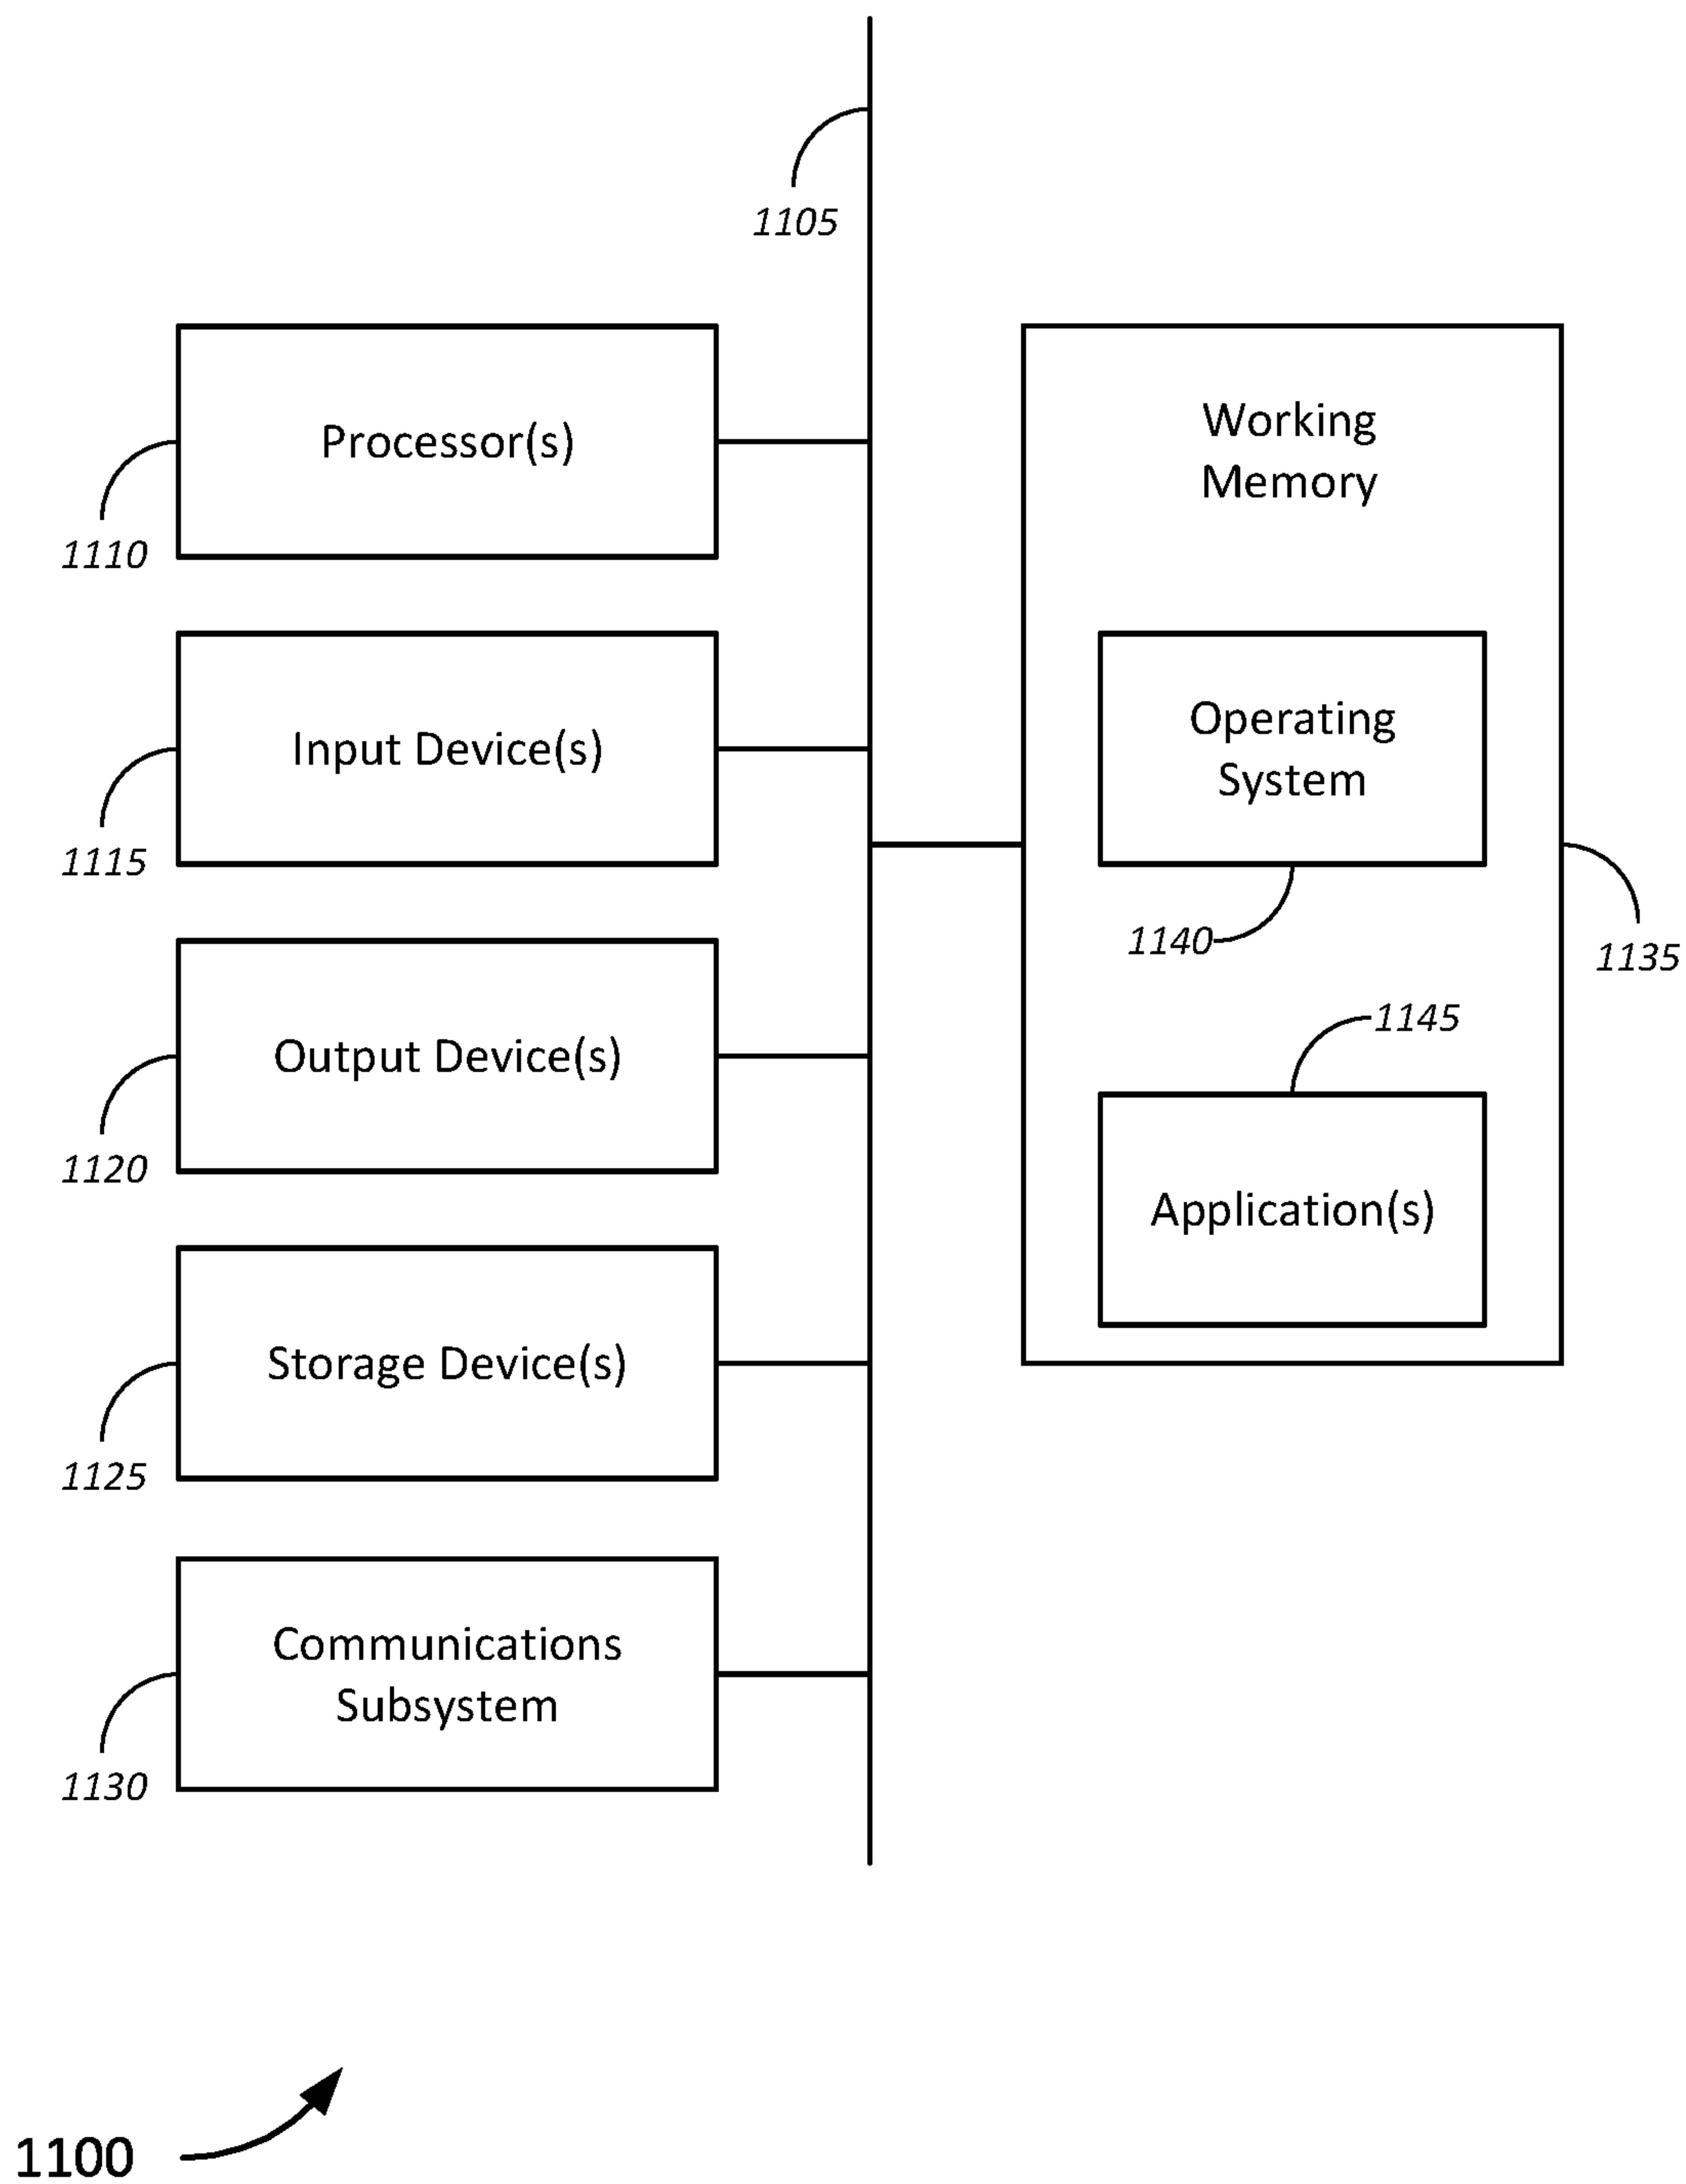 1105
Processor(s)
1110
Input Device(s)
1115
Output Device(s)
1120
Storage Device(s)
1125
Communications
Subsystem
1130
Working
Memory
Operating
System
1140
1135
1145
Application(s)
1100